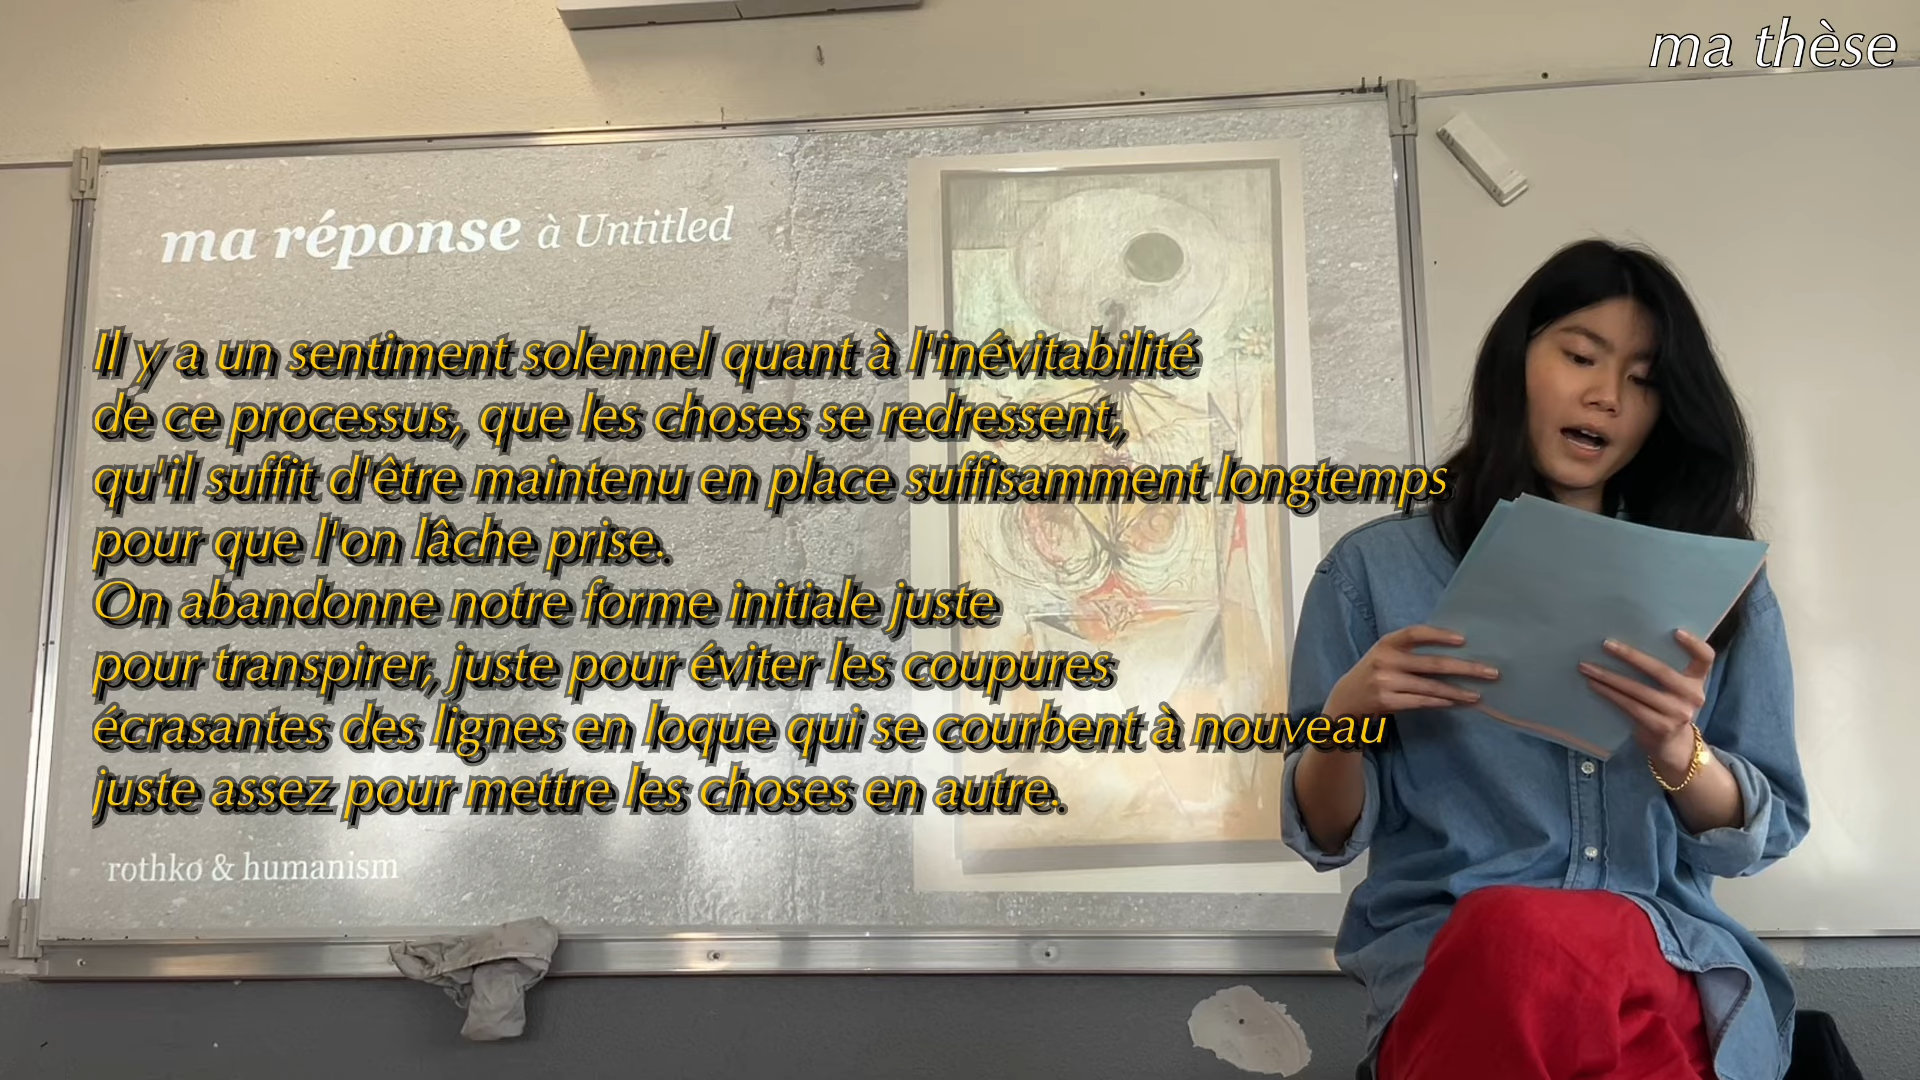 ma thèse
ma réponse à Untitled
Il y a un sentiment solennel quant à l'inévitabilité
de ce processus, que les choses se redressent,
qu'il suffit d'être maintenu en place suffisamment longtemps
pour que l'on lâche prise.
On abandonne notre forme initiale juste
pour transpirer, juste pour éviter les coupures
écrasantes des lignes en loque qui se courbent à nouveau
juste assez pour mettre les choses en autre.
rothko & humanism